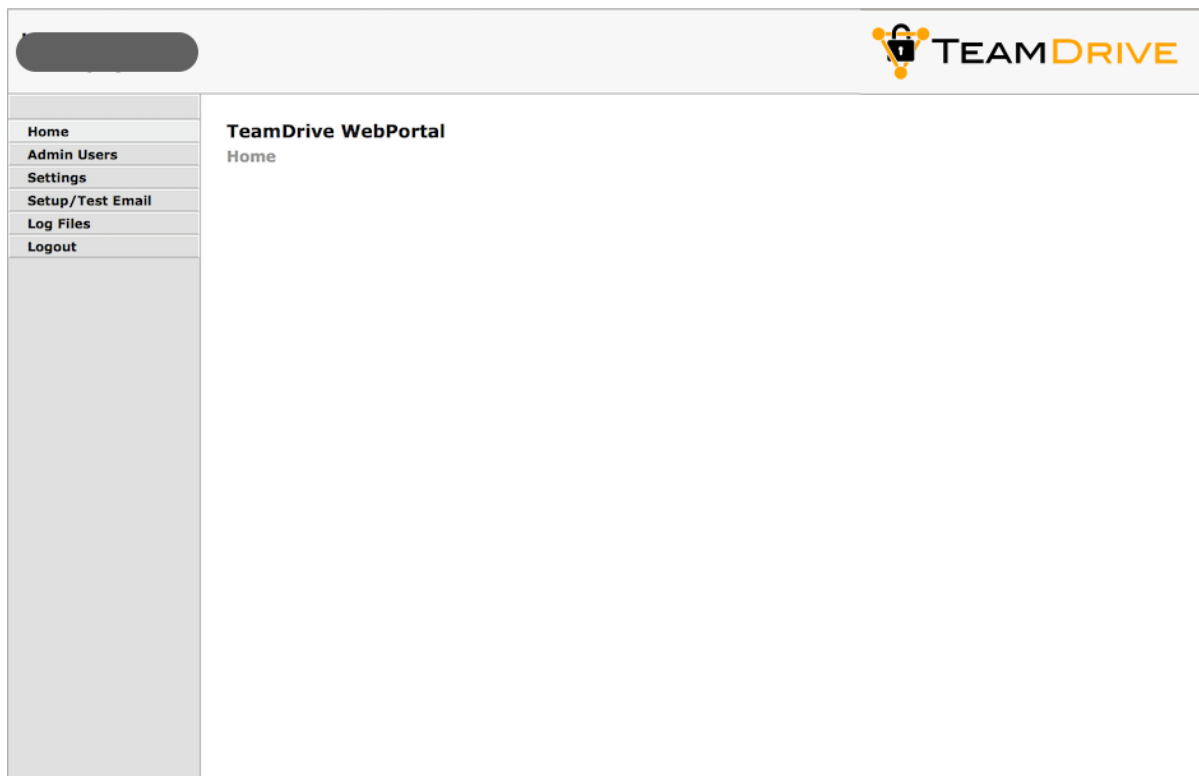 TEAMDRIVE
Home
Admin Users
Settings
Setup/Test Email
Log Files
Logout
TeamDrive WebPortal
Home